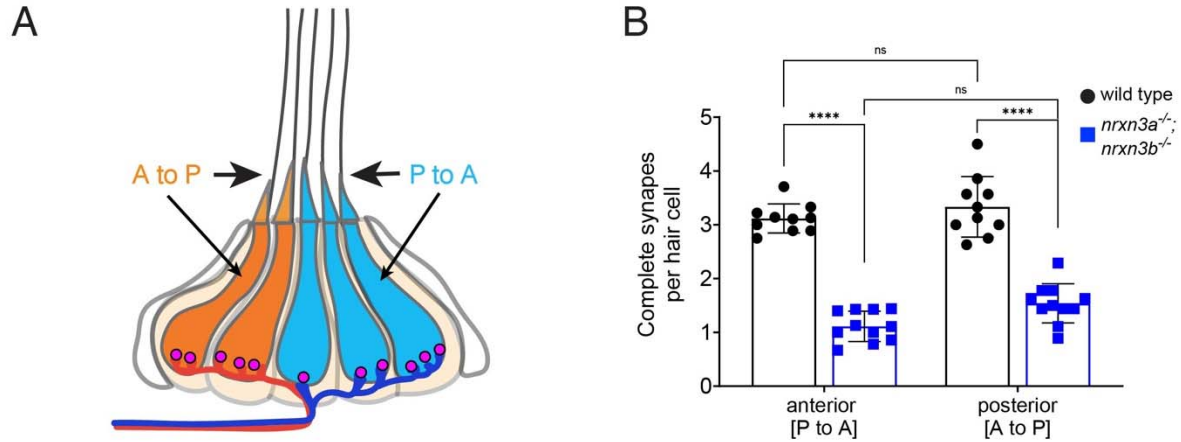 A
A to P
P to A
B
ns
ns
****
****
wild type
nrxn3a-/-;
nrxn3b-/-
Complete synapses
per hair cell
5
4
3
2
1
0
anterior
[P to A]
posterior
[A to P]